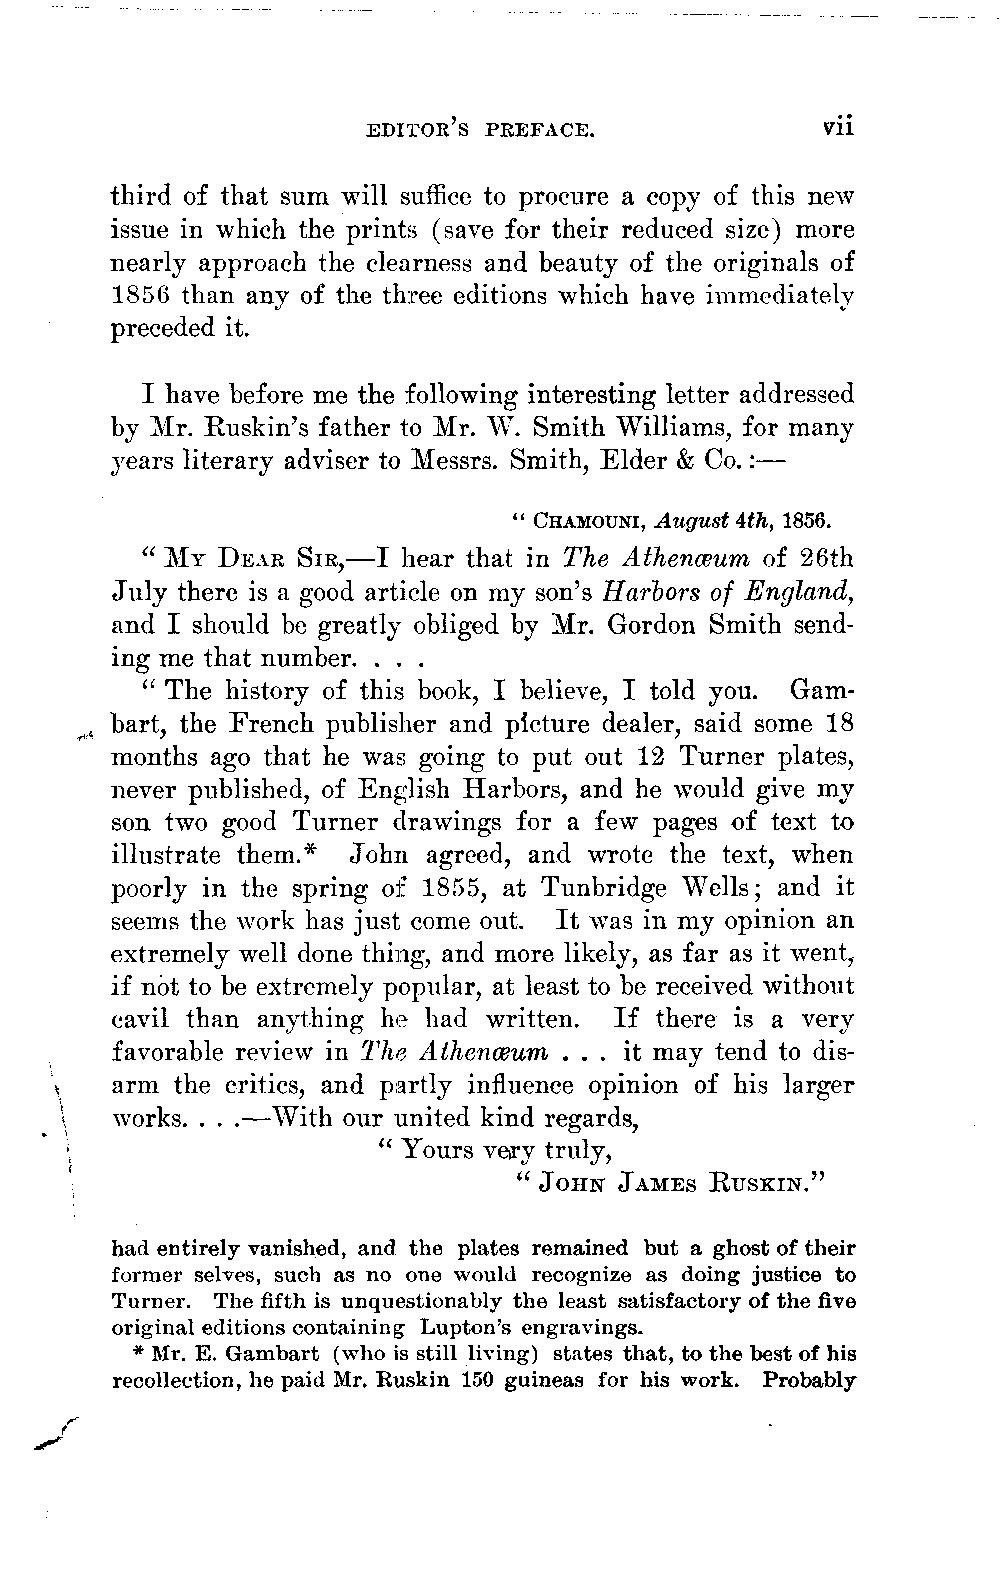 EDITOR'S PREFACE. vii
third of that sum will suffice to procure a copy of this new
issue in which the prints (save for their reduced size) more
nearly approach the clearness and beauty of the originals of
1856 than any of the three editions which have immediately
preceded it.
I have before me the following interesting letter addressed
by Mr. Ruskin's father to Mr. W. Smith Williams, for many
years literary adviser to Messrs. Smith, Elder & Co. :—
“ CHAMOUNI, August 4th, 1856.
“ MY DEAR SIR,—I hear that in The Athenœum of 26th
July there is a good article on my son's Harbors of England,
and I should be greatly obliged by Mr. Gordon Smith send-
ing me that number. . . .
“ The history of this book, I believe, I told you. Gam-
bart, the French publisher and picture dealer, said some 18
months ago that he was going to put out 12 Turner plates,
never published, of English Harbors, and he would give my
son two good Turner drawings for a few pages of text to
illustrate them.* John agreed, and wrote the text, when
poorly in the spring of 1855, at Tunbridge Wells; and it
seems the work has just come out. It was in my opinion an
extremely well done thing, and more likely, as far as it went,
if not to be extremely popular, at least to be received without
cavil than anything he had written. If there is a very
favorable review in The Athenœum . . . it may tend to dis-
arm the critics, and partly influence opinion of his larger
works. . . .—With our united kind regards,
“ Yours very truly,
“ JOHN JAMES RUSKIN.”
had entirely vanished, and the plates remained but a ghost of their
former selves, such as no one would recognize as doing justice to
Turner. The fifth is unquestionably the least satisfactory of the five
original editions containing Lupton's engravings.
* Mr. E. Gambart (who is still living) states that, to the best of his
recollection, he paid Mr. Ruskin 150 guineas for his work. Probably